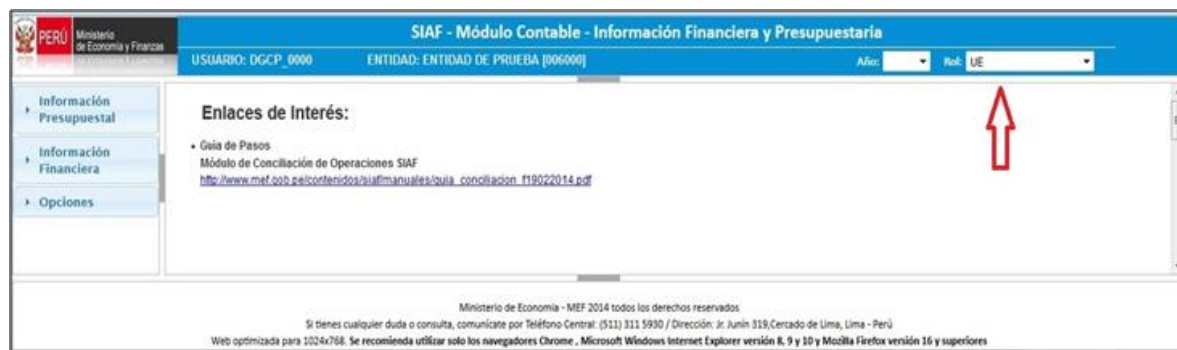 PERÚ Ministerio
de Economía y Finanzas
SIAF - Módulo Contable - Información Financiera y Presupuestaria
USUARIO: DGCP_0000 ENTIDAD: ENTIDAD DE PRUEBA [006000] Año: Rol: UE
Información
Presupuestal
Información
Financiera
Opciones
Enlaces de Interés:
• Guia de Pasos
Módulo de Conciliación de Operaciones SIAF
http://www.mef.gob.pe/contenidos/siaf/manuales/guia_conciliacion_f19022014.pdf
Ministerio de Economía - MEF 2014 todos los derechos reservados
Si tienes cualquier duda o consulta, comunícate por Teléfono Central: (511) 311 5930 / Dirección: Jr. Junín 319,Cercado de Lima, Lima - Perú
Web optimizada para 1024x768. Se recomienda utilizar solo los navegadores Chrome , Microsoft Windows Internet Explorer versión 8, 9 y 10 y Mozilla Firefox versión 16 y superiores